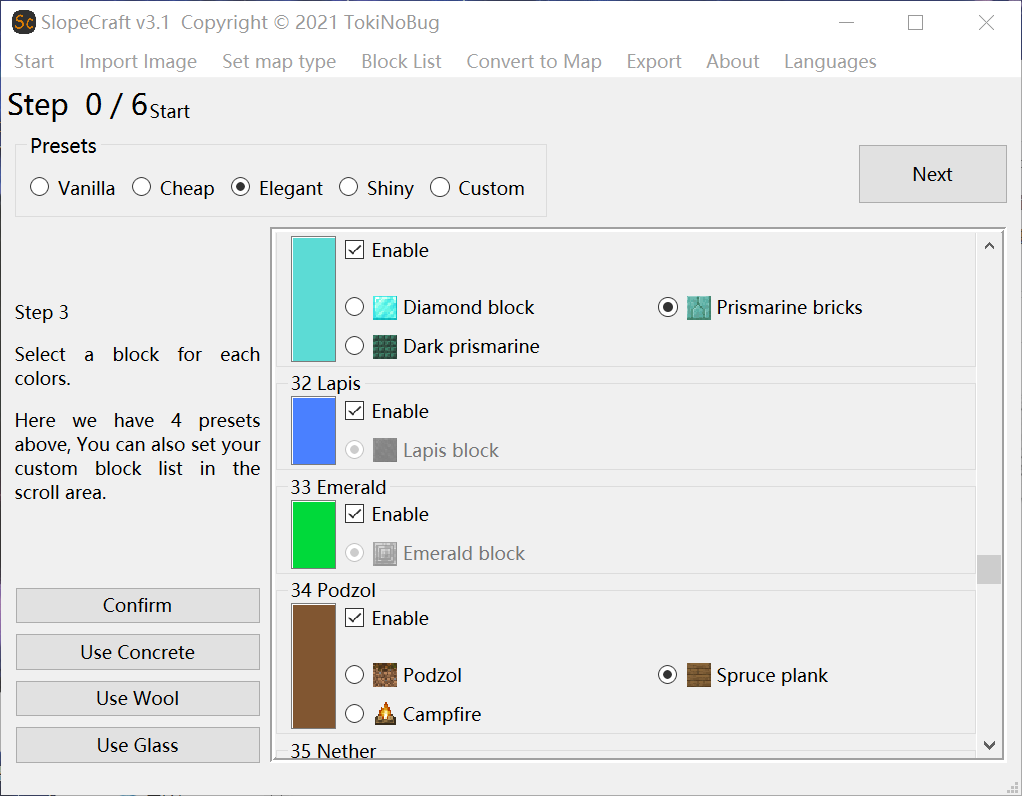 Sc SlopeCraft v3.1 Copyright © 2021 TokiNoBug
Start Import Image Set map type Block List Convert to Map Export About Languages
Step 0 / 6 Start
Presets
Vanilla Cheap Elegant Shiny Custom
Next
Step 3
Select a block for each
colors.
Here we have 4 presets
above, You can also set your
custom block list in the
scroll area.
Confirm
Use Concrete
Use Wool
Use Glass
Enable
Diamond block Prismarine bricks
Dark prismarine
32 Lapis
Enable
Lapis block
33 Emerald
Enable
Emerald block
34 Podzol
Enable
Podzol Spruce plank
Campfire
35 Nether